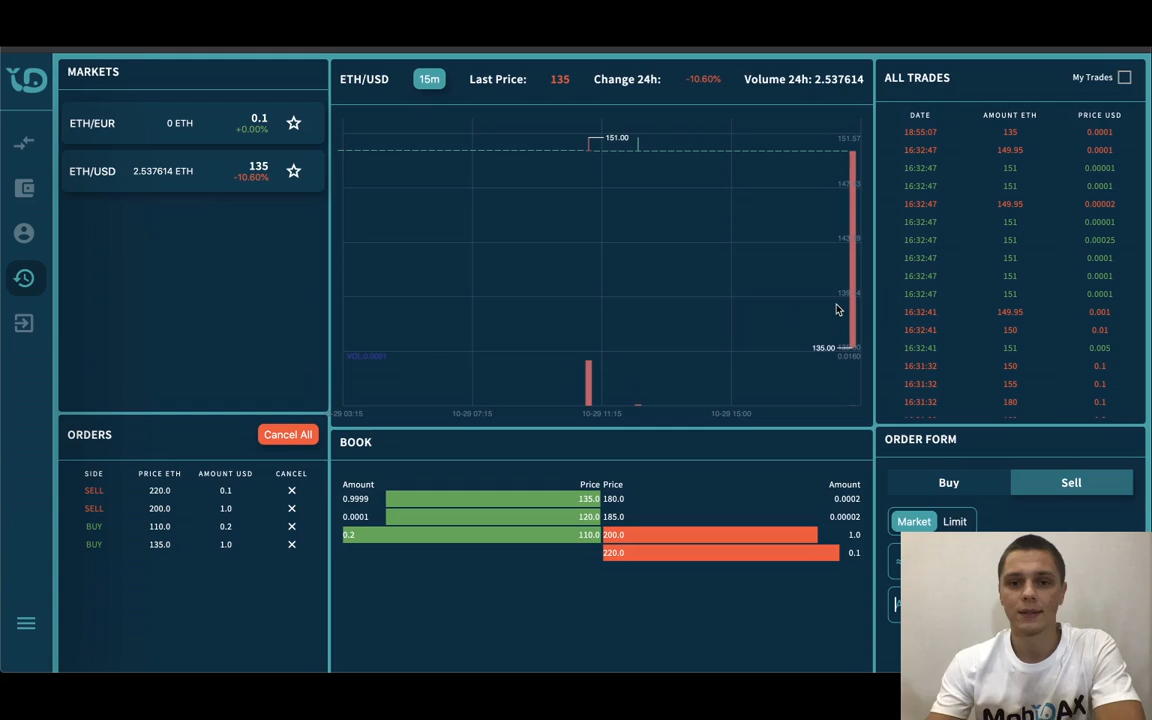 MARKETS
ETH/EUR 0 ETH 0.1
+0.00%
ETH/USD 2.537614 ETH 135
-10.60%
ETH/USD 15m Last Price: 135 Change 24h: -10.60% Volume 24h: 2.537614
151.00
151.57
135.00
0.0160
VOL:0.0001
-29 03:15 10-29 07:15 10-29 11:15 10-29 15:00
ALL TRADES My Trades
DATE AMOUNT ETH PRICE USD
18:55:07 135 0.0001
16:32:47 149.95 0.0001
16:32:47 151 0.00001
16:32:47 151 0.0001
16:32:47 149.95 0.00002
16:32:47 151 0.00001
16:32:47 151 0.00025
16:32:47 151 0.0001
16:32:47 151 0.0001
16:32:47 151 0.0001
16:32:41 149.95 0.001
16:32:41 150 0.01
16:32:41 151 0.005
16:31:32 150 0.1
16:31:32 155 0.1
16:31:32 180 0.1
ORDERS Cancel All
SIDE PRICE ETH AMOUNT USD CANCEL
SELL 220.0 0.1
SELL 200.0 1.0
BUY 110.0 0.2
BUY 135.0 1.0
BOOK
Amount Price Price Amount
0.9999 135.0 180.0 0.0002
0.0001 120.0 185.0 0.00002
0.2 110.0 200.0 1.0
220.0 0.1
ORDER FORM
Buy Sell
Market Limit